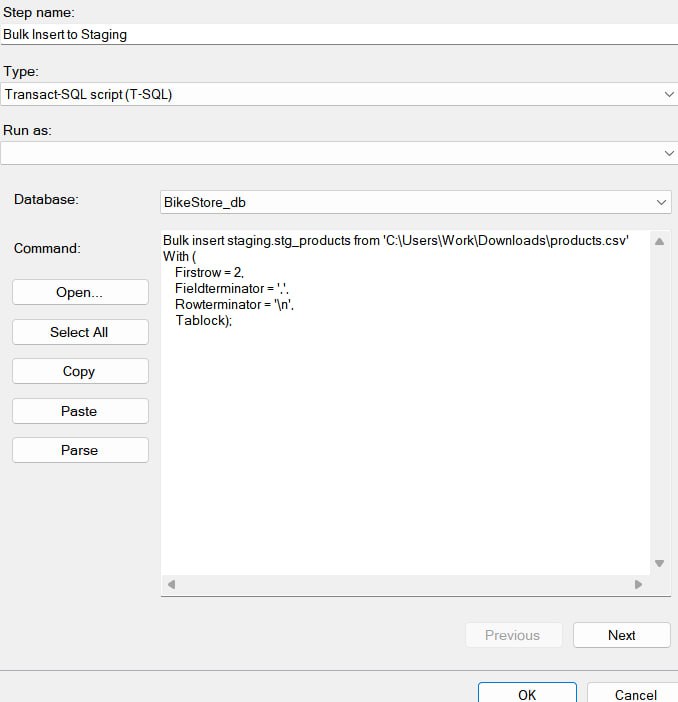 Step name:
Bulk Insert to Staging
Type:
Transact-SQL script (T-SQL)
Run as:
Database:
BikeStore_db
Command:
Open...
Select All
Copy
Paste
Parse
Bulk insert staging.stg_products from 'C:\Users\Work\Downloads\products.csv'
With (
Firstrow = 2,
Fieldterminator = ',',
Rowterminator = '\n',
Tablock);
Previous
Next
OK
Cancel